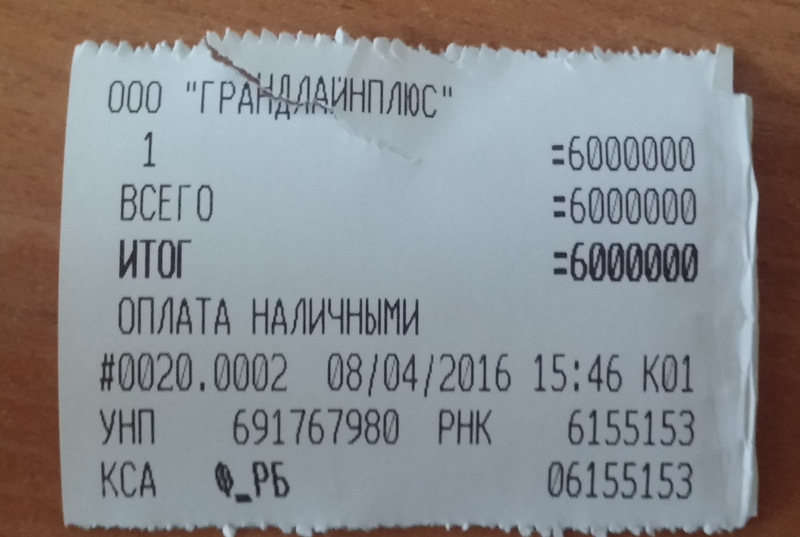 ООО "ГРАНДЛАЙНПЛЮС"
1 =6000000
ВСЕГО =6000000
ИТОГ =6000000
ОПЛАТА НАЛИЧНЫМИ
#0020.0002 08/04/2016 15:46 К01
УНП 691767980 РНК 6155153
КСА Ф_РБ 06155153